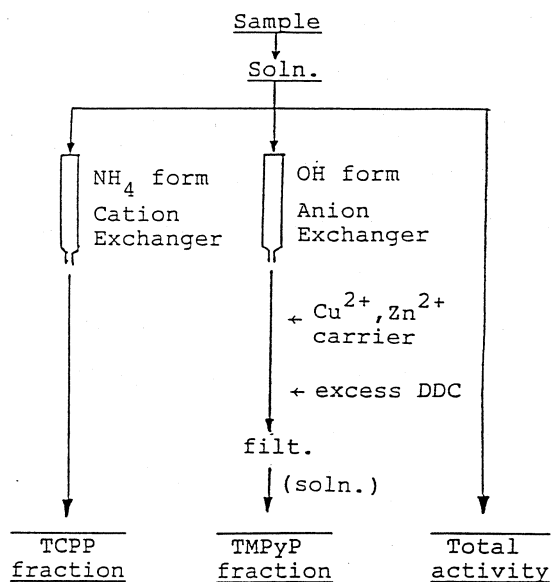 Sample
Soln.
NH4 form
Cation
Exchanger
OH form
Anion
Exchanger
← Cu2+,Zn2+
carrier
← excess DDC
filt.
(soln.)
TCPP
fraction
TMPyP
fraction
Total
activity